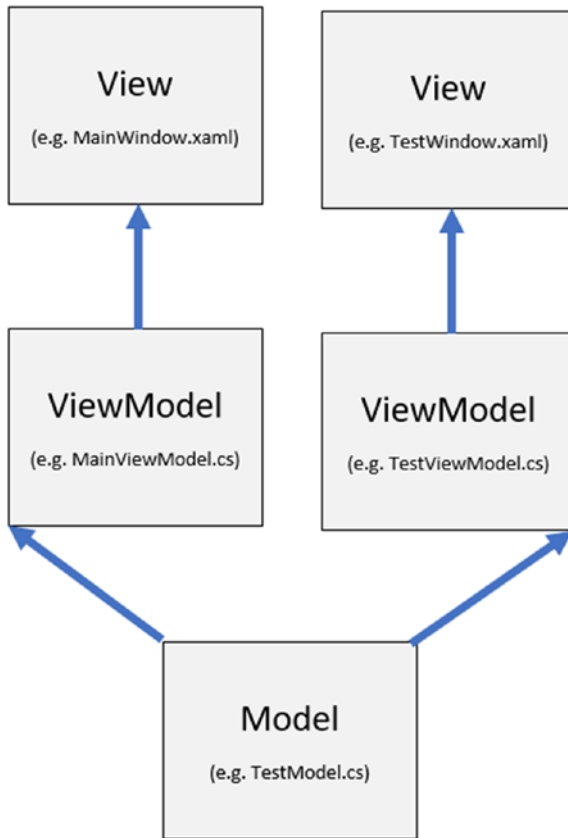 View
(e.g. MainWindow.xaml)
View
(e.g. TestWindow.xaml)
ViewModel
(e.g. MainViewModel.cs)
ViewModel
(e.g. TestViewModel.cs)
Model
(e.g. TestModel.cs)